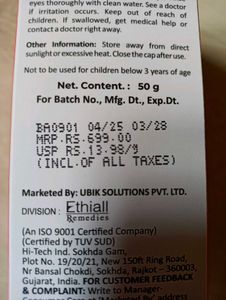 eyes thoroughly with clean water. See a doctor
if irritation occurs. Keep out of reach of
children. If swallowed, get medical help or
contact a doctor right away.
Other Information: Store away from direct
sunlight or excessive heat. Close the cap after use.
Not to be used for children below 3 years of age
Net. Content.: 50 g
For Batch No., Mfg. Dt., Exp.Dt.
BA0901 04/25 03/28
MRP.RS.699.00
USP RS.13.98/g
(INCL.OF ALL TAXES)
Marketed By: UBIK SOLUTIONS PVT. LTD.
DIVISION : Ethiall
Remedies
(An ISO 9001 Certified Company)
(Certified by TUV SUD)
Hi-Tech Ind. Sokhda Gam,
Plot No. 19/20/21, New 150ft Ring Road,
Nr Bansal Chokdi, Sokhda, Rajkot – 360003,
Gujarat, India. FOR CUSTOMER FEEDBACK
& COMPLAINT: Write to Manager-